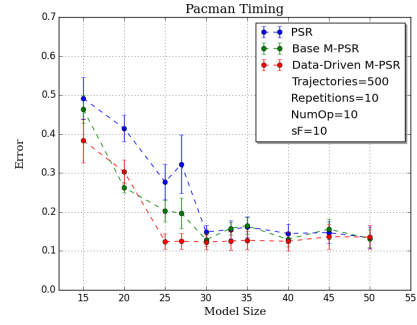 Pacman Timing
0.7
0.6
0.5
0.4
0.3
0.2
0.1
0.0
Error
PSR
Base M-PSR
Data-Driven M-PSR
Trajectories=500
Repetitions=10
NumOp=10
sF=10
15 20 25 30 35 40 45 50 55
Model Size